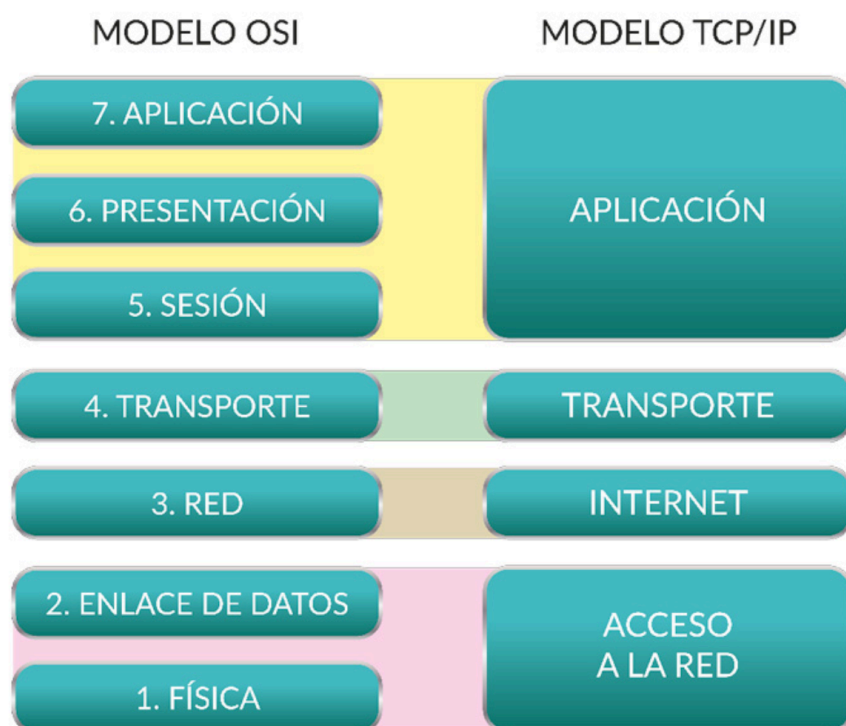 MODELO OSI
MODELO TCP/IP
7. APLICACIÓN
6. PRESENTACIÓN
5. SESIÓN
APLICACIÓN
4. TRANSPORTE
TRANSPORTE
3. RED
INTERNET
2. ENLACE DE DATOS
1. FÍSICA
ACCESO
A LA RED